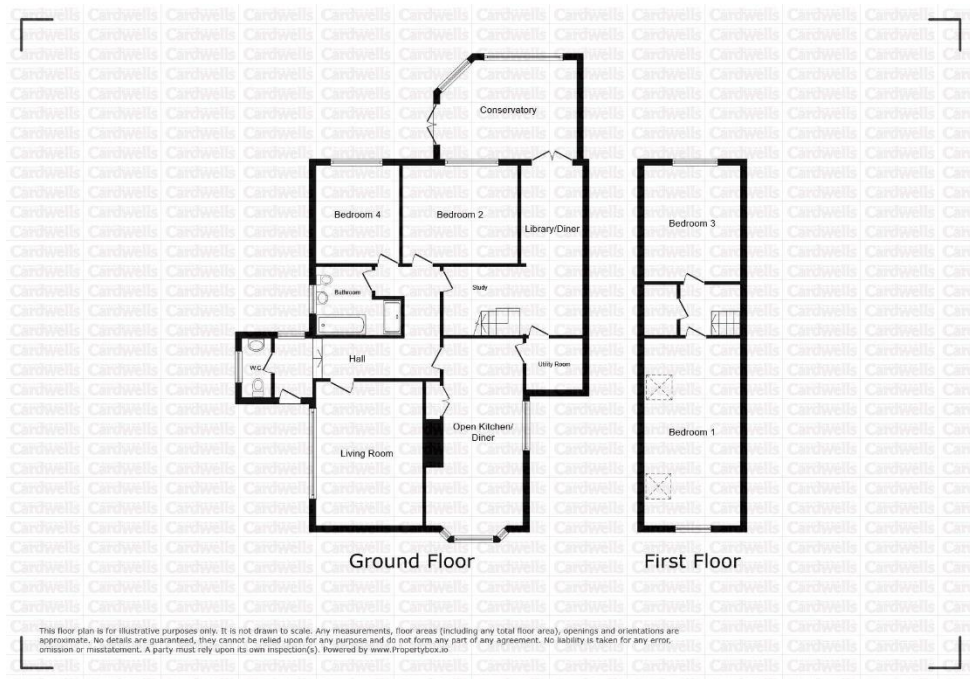 Conservatory
Bedroom 4
Bedroom 2
Library/Diner
Bedroom 3
Bathroom
Study
W.C.
Hall
Utility Room
Open Kitchen/
Diner
Living Room
Bedroom 1
Ground Floor
First Floor
This floor plan is for illustrative purposes only. It is not drawn to scale. Any measurements, floor areas (including any total floor area), openings and orientations are
approximate. No details are guaranteed, they cannot be relied upon for any purpose and do not form any part of any agreement. No liability is taken for any error,
omission or misstatement. A party must rely upon its own inspection(s). Powered by www.Propertybox.io
Cardwells